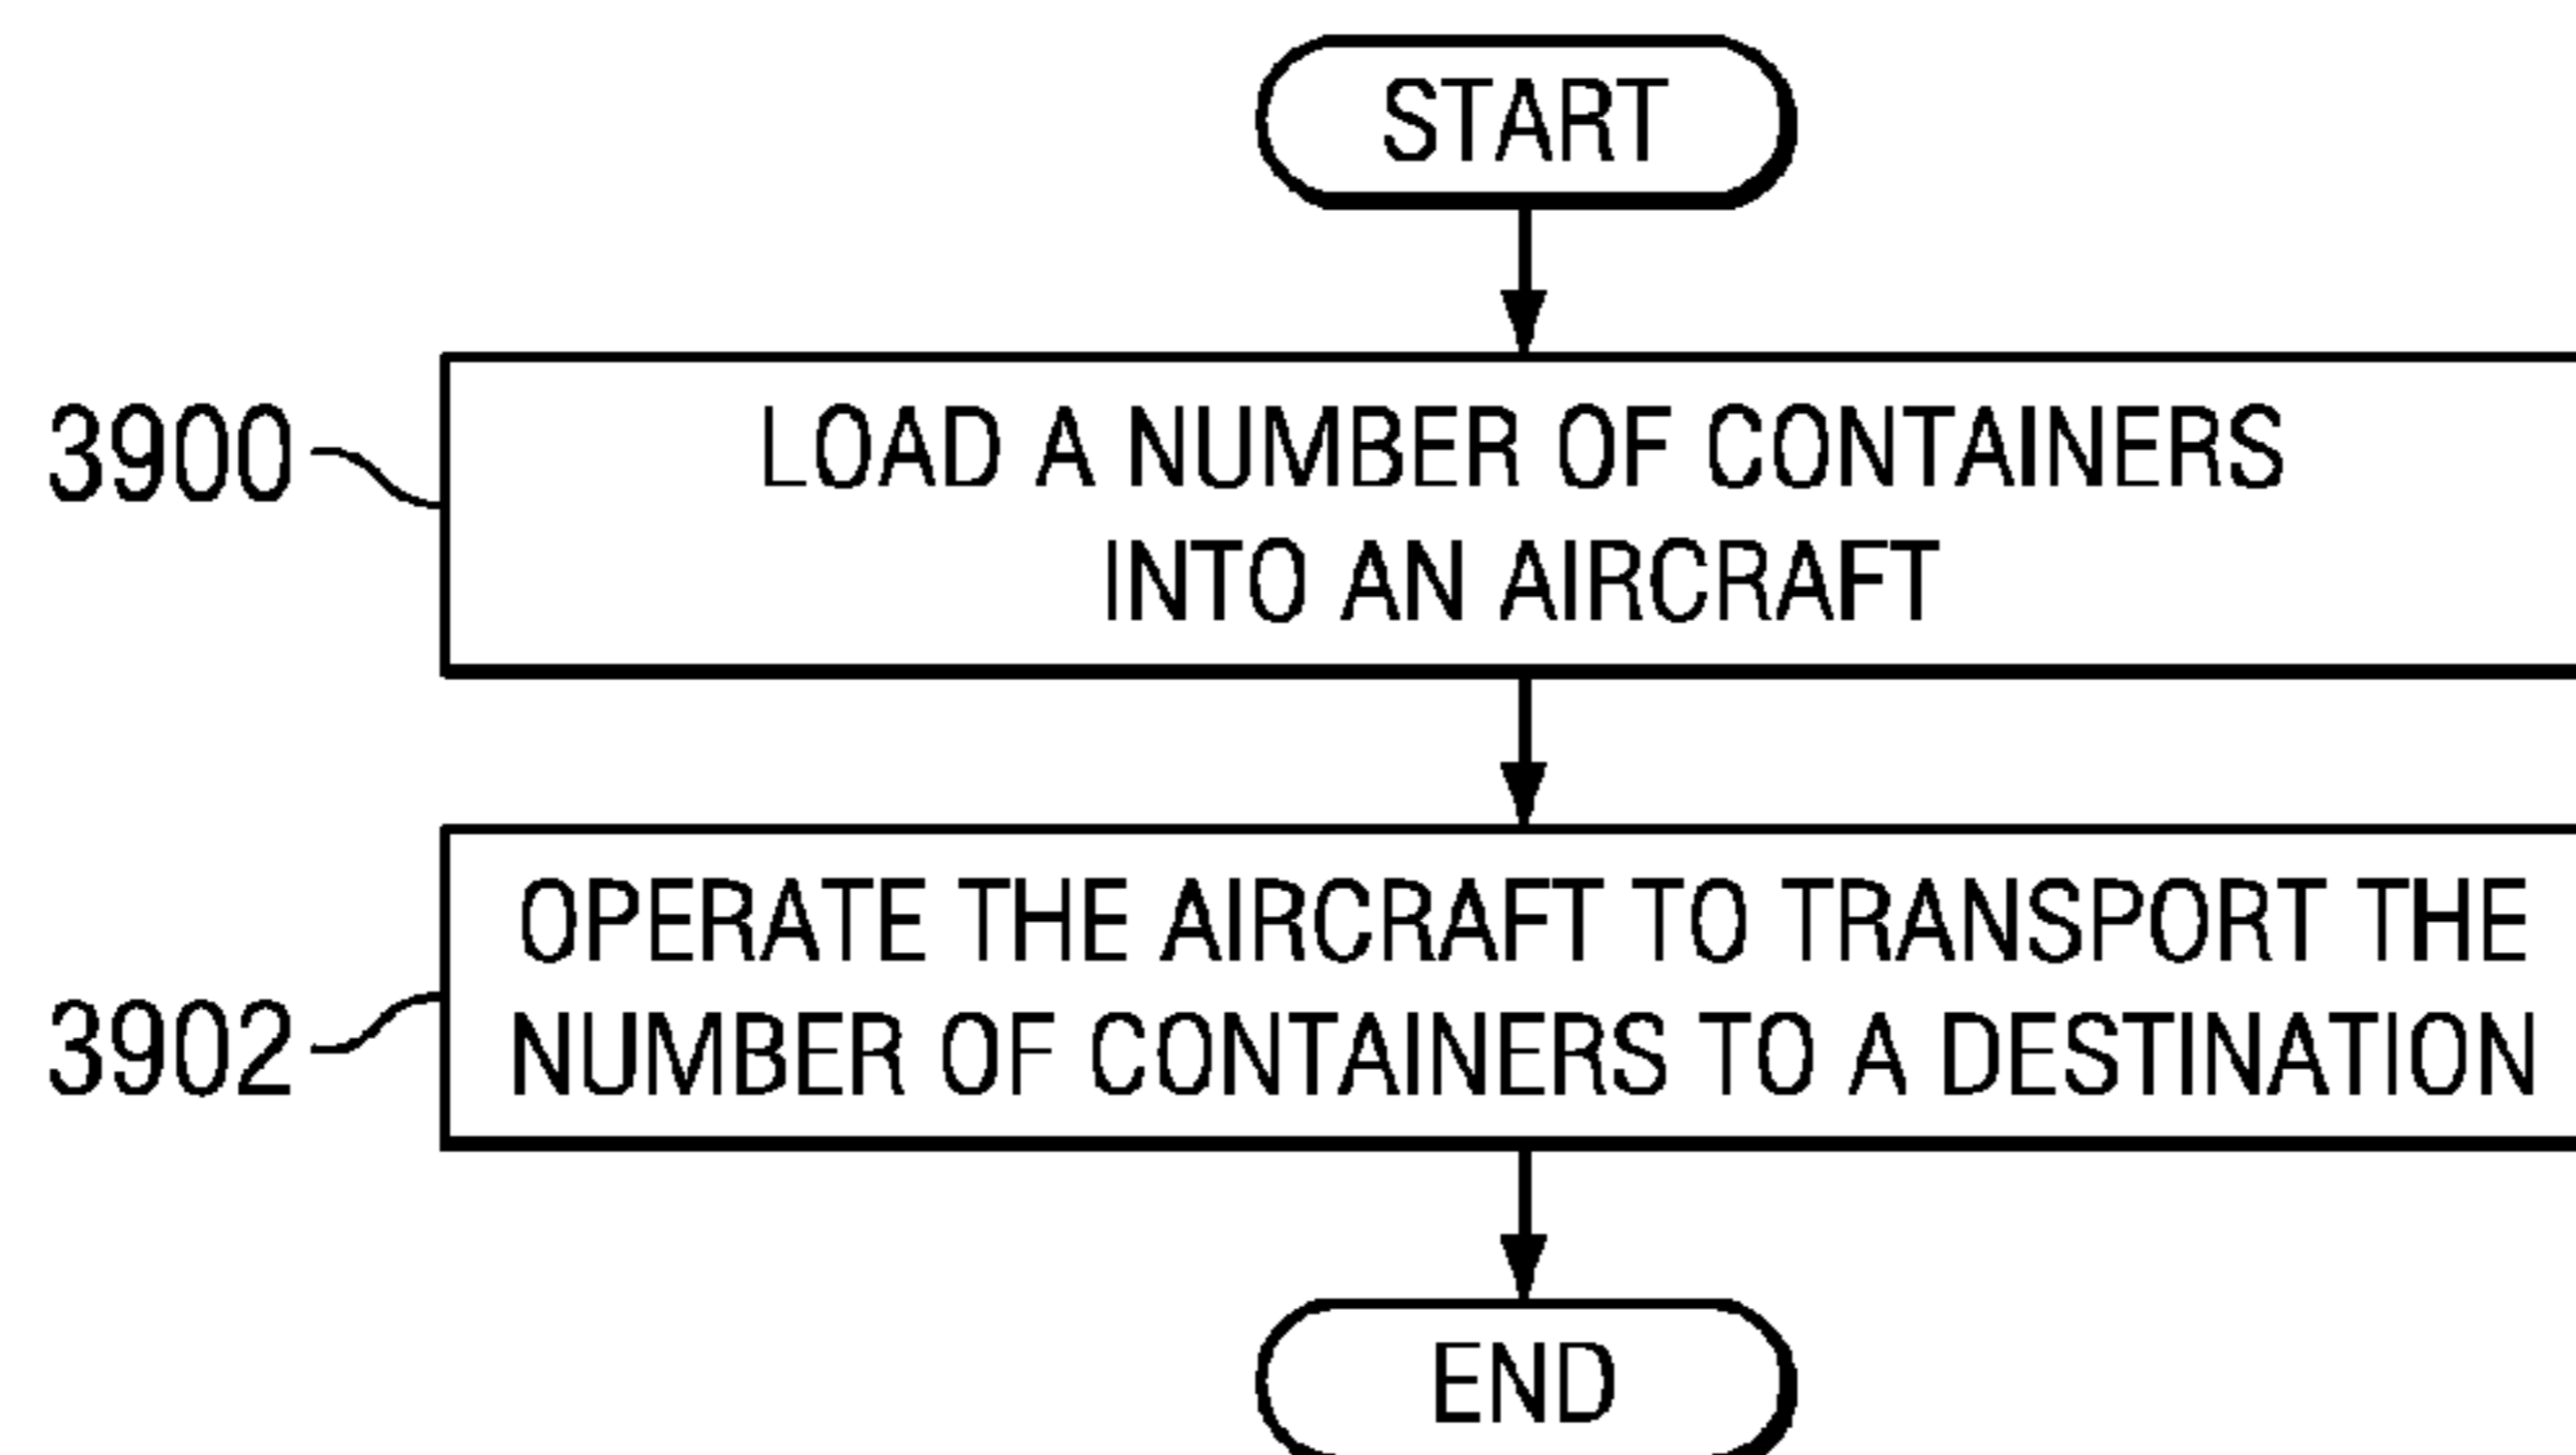 START
3900
LOAD A NUMBER OF CONTAINERS
INTO AN AIRCRAFT
OPERATE THE AIRCRAFT TO TRANSPORT THE
3902
NUMBER OF CONTAINERS TO A DESTINATION
END